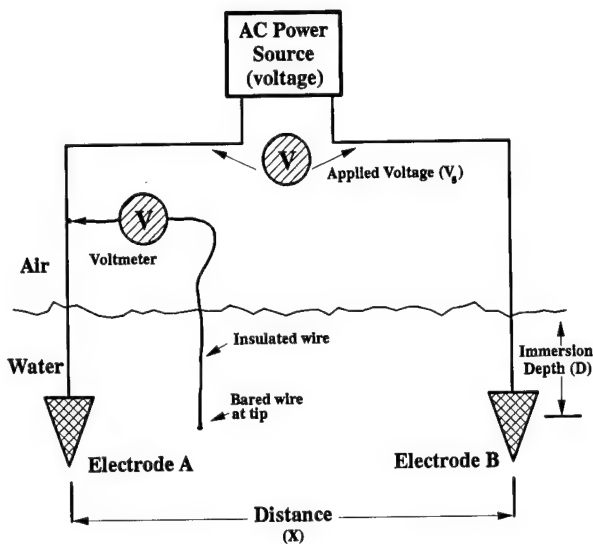 AC Power
Source
(voltage)
V
Applied Voltage (Vs)
V
Voltmeter
Air
Insulated wire
Water
Immersion
Depth (D)
Bared wire
at tip
Electrode A
Electrode B
Distance
(X)